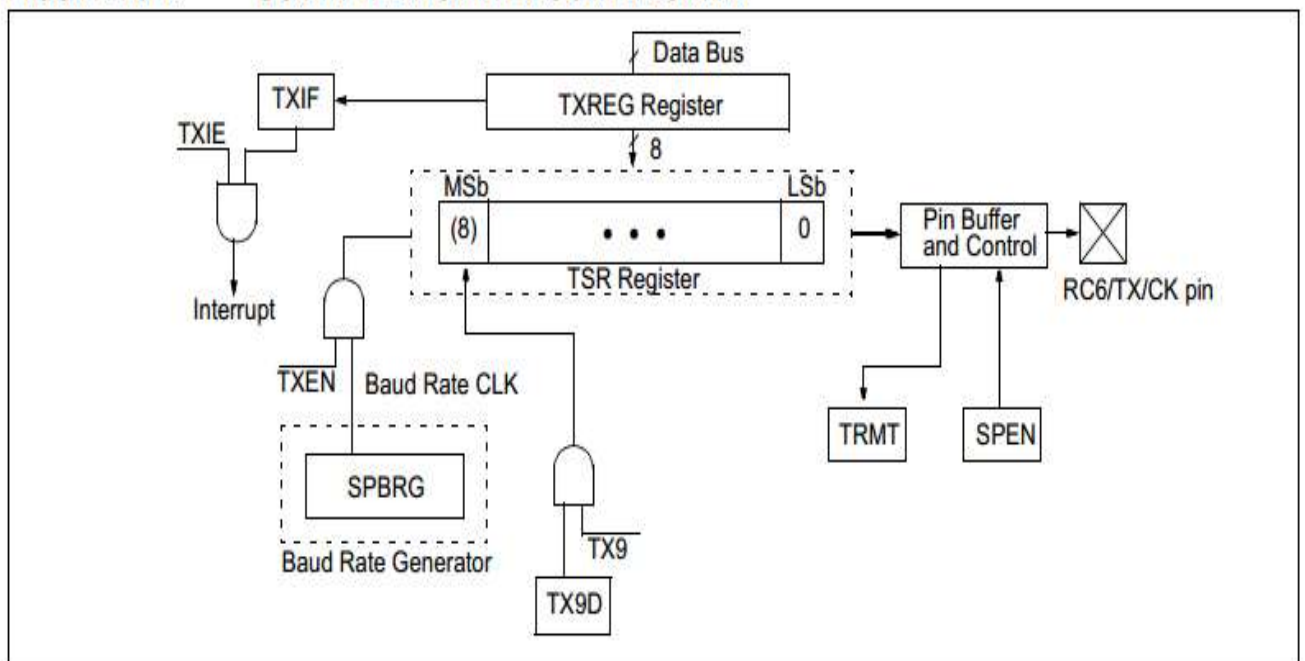 Data Bus
TXIF
TXREG Register
TXIE
8
MSb
LSb
(8)
• • •
0
Pin Buffer
and Control
TSR Register
RC6/TX/CK pin
Interrupt
TXEN
Baud Rate CLK
TRMT
SPEN
SPBRG
TX9
Baud Rate Generator
TX9D